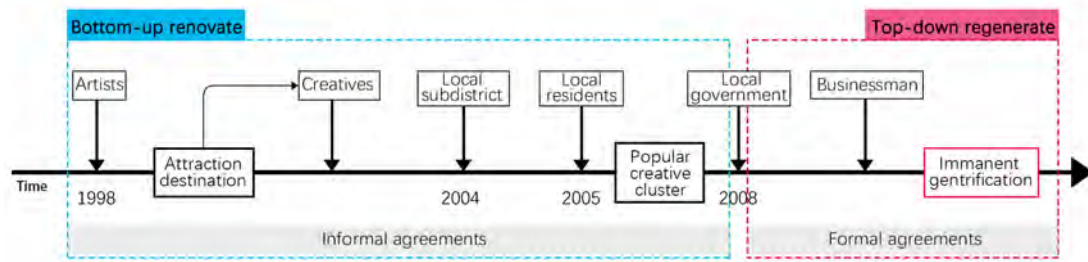 Bottom-up renovate
Top-down regenerate
Artists
Creatives
Local
subdistrict
Local
residents
Local
government
Businessman
Attraction
destination
Popular
creative
cluster
Immanent
gentrification
Time
1998
2004
2005
2008
Informal agreements
Formal agreements